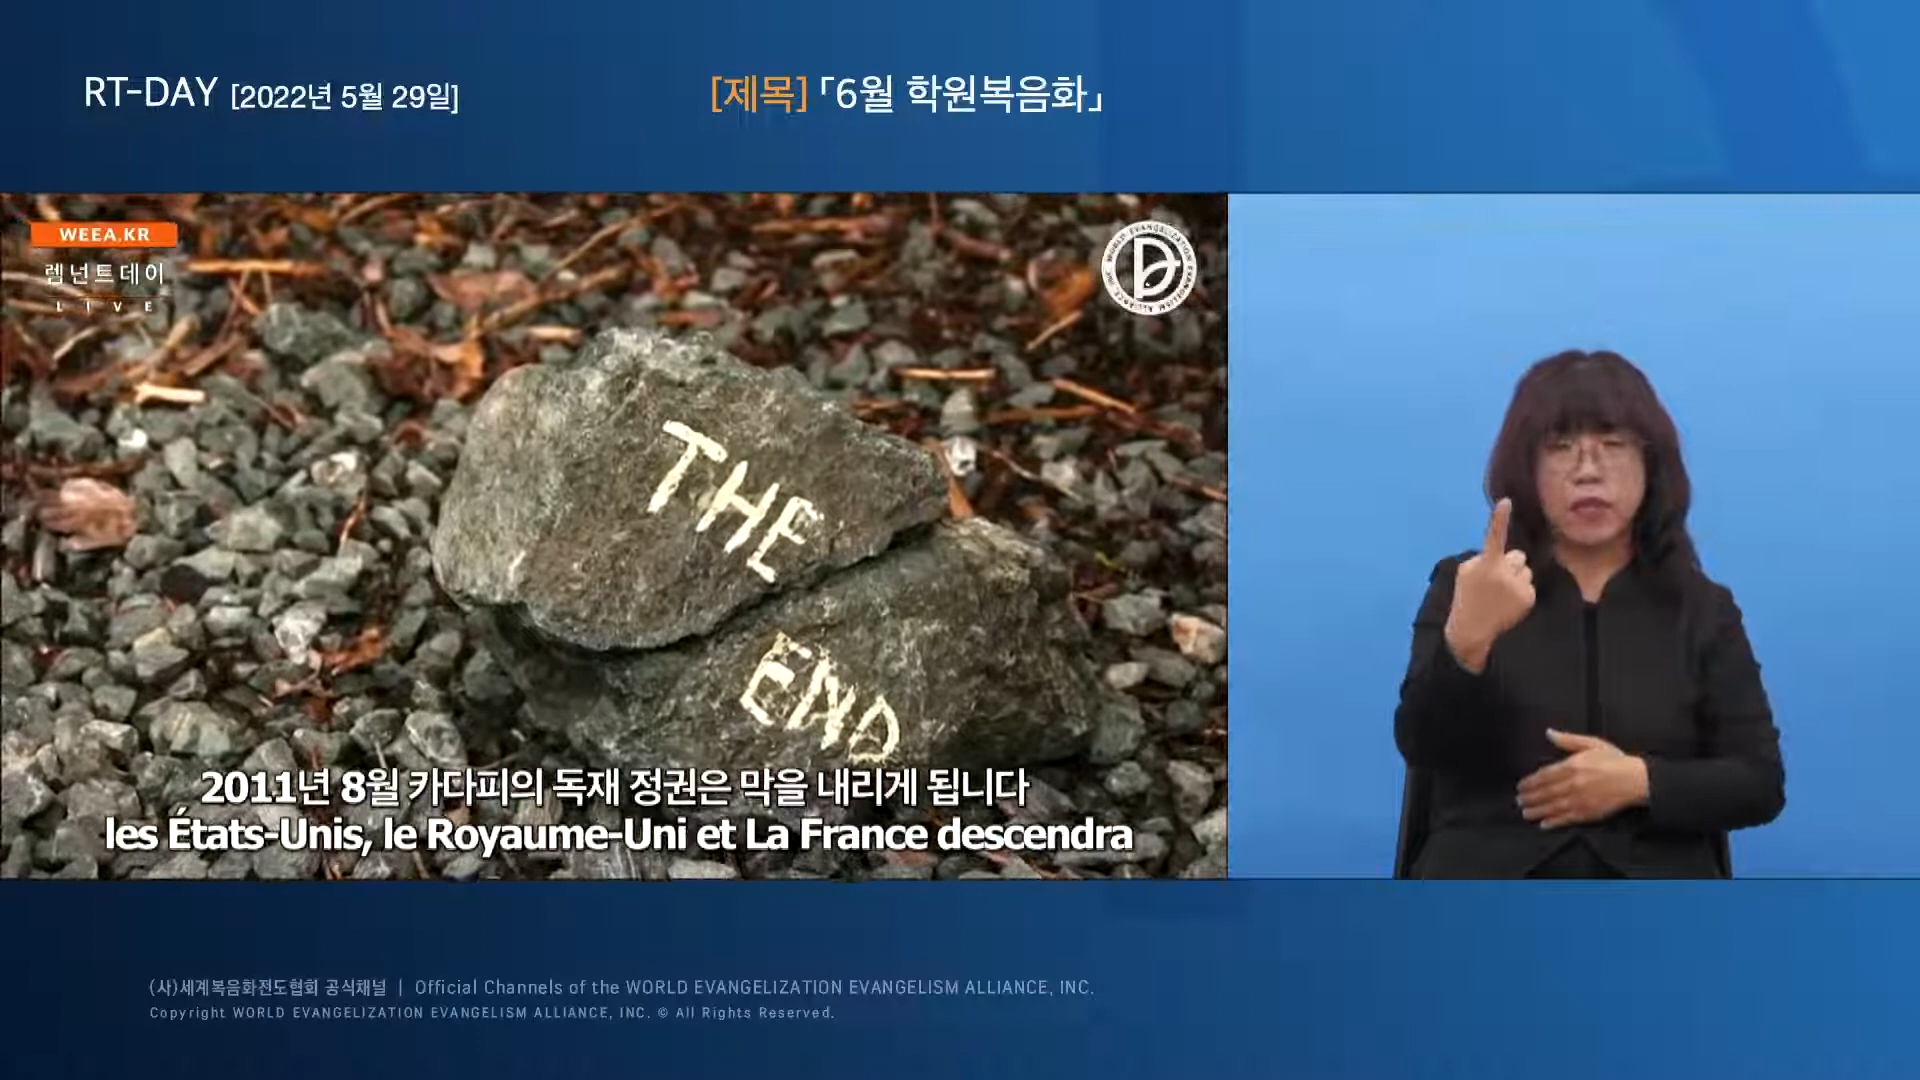 RT-DAY [2022년 5월 29일]
[제목] 「6월 학원복음화」
WEEA.KR
렘넌트데이
LIVE
WORLD EVANGELIZATION EVANGELISM ALLIANCE, INC.
THE
END
2011년 8월 카다피의 독재 정권은 막을 내리게 됩니다
les États-Unis, le Royaume-Uni et La France descendra
(사)세계복음화전도협회 공식채널 | Official Channels of the WORLD EVANGELIZATION EVANGELISM ALLIANCE, INC.
Copyright WORLD EVANGELIZATION EVANGELISM ALLIANCE, INC. © All Rights Reserved.